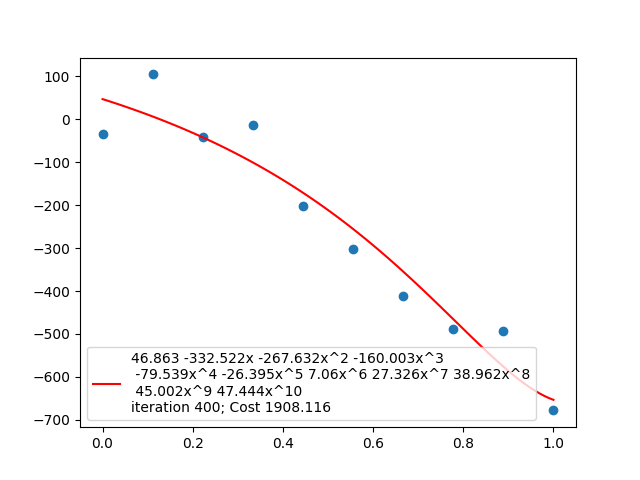 100
0
−100
−200
−300
−400
−500
−600
−700
46.863 -332.522x -267.632x^2 -160.003x^3
-79.539x^4 -26.395x^5 7.06x^6 27.326x^7 38.962x^8
45.002x^9 47.444x^10
iteration 400; Cost 1908.116
0.0 0.2 0.4 0.6 0.8 1.0